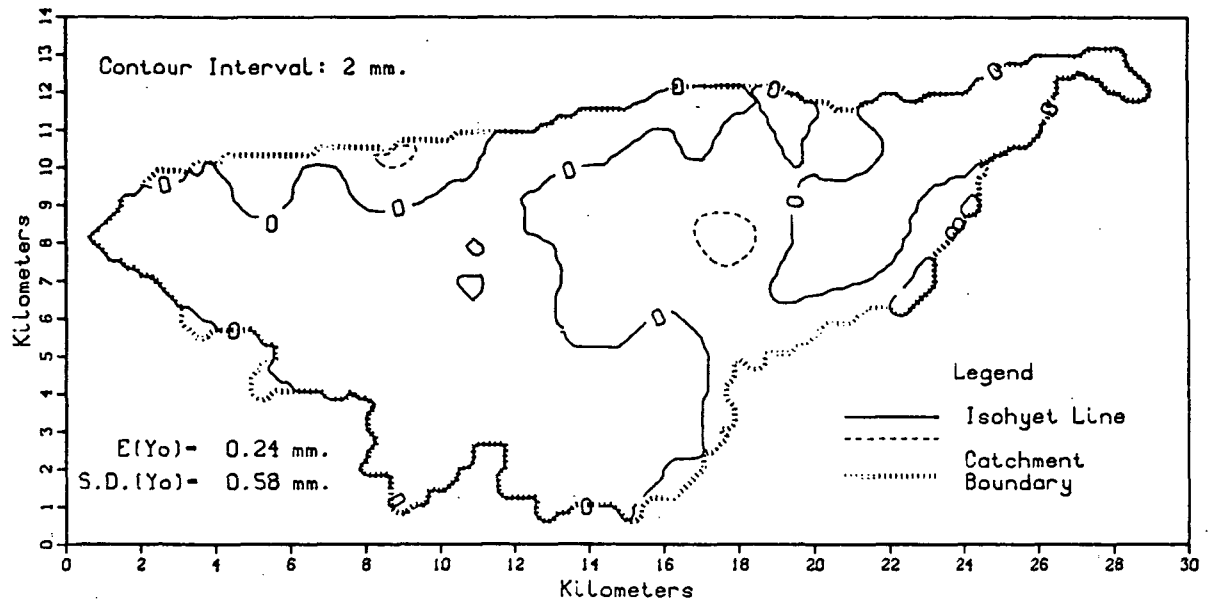 Contour Interval: 2 mm.
14
13
12
11
10
9
8
7
6
5
4
3
2
1
0
Kilometers
0
0
0
0
0
0
0
0
0
0
0
0
0
0
E(Yo)= 0.24 mm.
S.D.(Yo)= 0.58 mm.
Legend
Isohyet Line
Catchment
Boundary
0 2 4 6 8 10 12 14 16 18 20 22 24 26 28 30
Kilometers